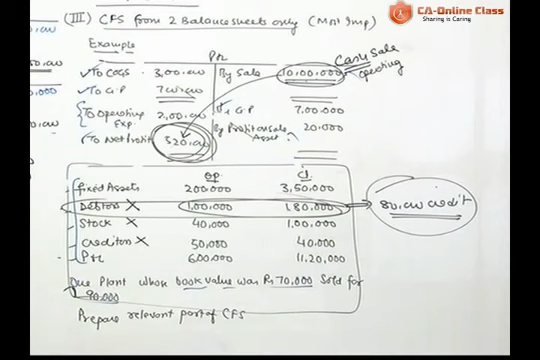 CA-Online Class
Sharing is Caring
(III) CFS from 2 Balancesheets only (Most Imp)
Example
P&L
Cash Sale
operating
✓To COGS 3,00,000 By Sale 10,00,000
✓To G.P 700,000
{To Operating Exp. 2,00,000 By G.P 7,00,000
To Net Profit 520,000 By Profit on Sale Asset 20,000
op cl
Fixed Assets 200000 3,50,000
Debtors X 1,00,000 1,80,000 80,000 credit
Stock X 40,000 1,00,000
Creditors X 50,000 40,000
P&L 6,00,000 11,20,000
One Plant whose book value was Rs 70,000 Sold for
90,000
Prepare relevant part of CFS